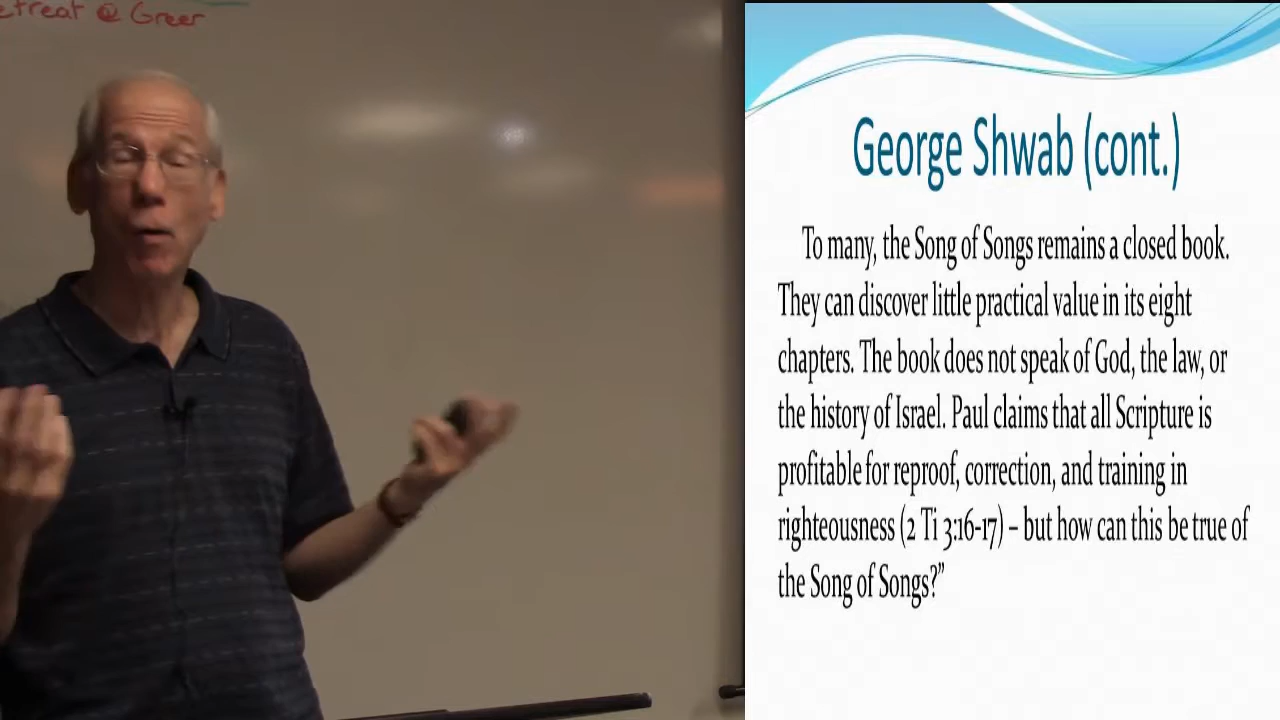 etreat @ Greer
George Shwab (cont.)
To many, the Song of Songs remains a closed book.
They can discover little practical value in its eight
chapters. The book does not speak of God, the law, or
the history of Israel. Paul claims that all Scripture is
profitable for reproof, correction, and training in
righteousness (2 Ti 3:16-17) – but how can this be true of
the Song of Songs?”